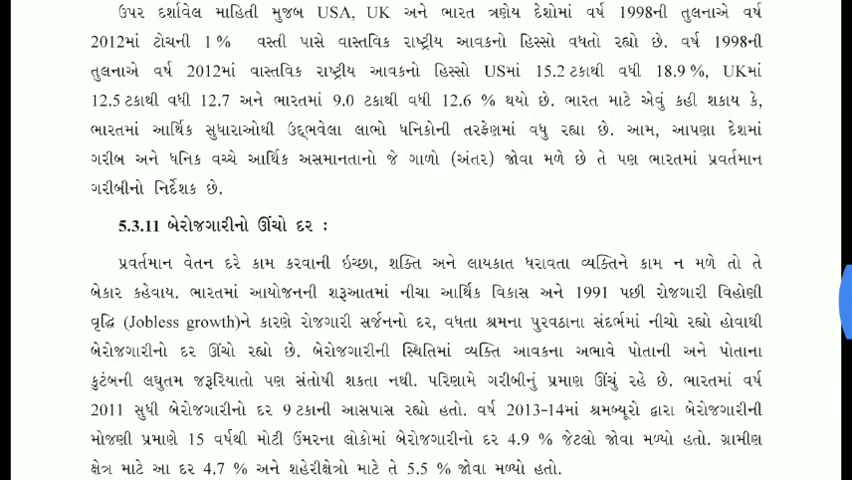 ઉપર દર્શાવેલ માહિતી મુજબ USA, UK અને ભારત ત્રણેય દેશોમાં વર્ષ 1998ની તુલનાએ વર્ષ
2012માં ટોચની 1 % વસ્તી પાસે વાસ્તવિક રાષ્ટ્રીય આવકનો હિસ્સો વધતો રહ્યો છે. વર્ષ 1998ની
તુલનાએ વર્ષ 2012માં વાસ્તવિક રાષ્ટ્રીય આવકનો હિસ્સો USમાં 15.2 ટકાથી વધી 18.9 %, UKમાં
12.5 ટકાથી વધી 12.7 અને ભારતમાં 9.0 ટકાથી વધી 12.6 % થયો છે. ભારત માટે એવું કહી શકાય કે,
ભારતમાં આર્થિક સુધારાઓથી ઉદ્દભવેલા લાભો ધનિકોની તરફેણમાં વધુ રહ્યા છે. આમ, આપણા દેશમાં
ગરીબ અને ધનિક વચ્ચે આર્થિક અસમાનતાનો જે ગાળો (અંતર) જોવા મળે છે તે પણ ભારતમાં પ્રવર્તમાન
ગરીબીનો નિર્દેશક છે.
5.3.11 બેરોજગારીનો ઊંચો દર :
પ્રવર્તમાન વેતન દરે કામ કરવાની ઇચ્છા, શક્તિ અને લાયકાત ધરાવતા વ્યક્તિને કામ ન મળે તો તે
બેકાર કહેવાય. ભારતમાં આયોજનની શરૂઆતમાં નીચા આર્થિક વિકાસ અને 1991 પછી રોજગારી વિહોણી
વૃદ્ધિ (Jobless growth)ને કારણે રોજગારી સર્જનનો દર, વધતા શ્રમના પુરવઠાના સંદર્ભમાં નીચો રહ્યો હોવાથી
બેરોજગારીનો દર ઊંચો રહ્યો છે. બેરોજગારીની સ્થિતિમાં વ્યક્તિ આવકના અભાવે પોતાની અને પોતાના
કુટુંબની લઘુતમ જરૂરિયાતો પણ સંતોષી શકતા નથી. પરિણામે ગરીબીનું પ્રમાણ ઊંચું રહે છે. ભારતમાં વર્ષ
2011 સુધી બેરોજગારીનો દર 9 ટકાની આસપાસ રહ્યો હતો. વર્ષ 2013-14માં શ્રમબ્યૂરો દ્વારા બેરોજગારીની
મોજણી પ્રમાણે 15 વર્ષથી મોટી ઉંમરના લોકોમાં બેરોજગારીનો દર 4.9 % જેટલો જોવા મળ્યો હતો. ગ્રામીણ
ક્ષેત્ર માટે આ દર 4.7 % અને શહેરીક્ષેત્રો માટે તે 5.5 % જોવા મળ્યો હતો.